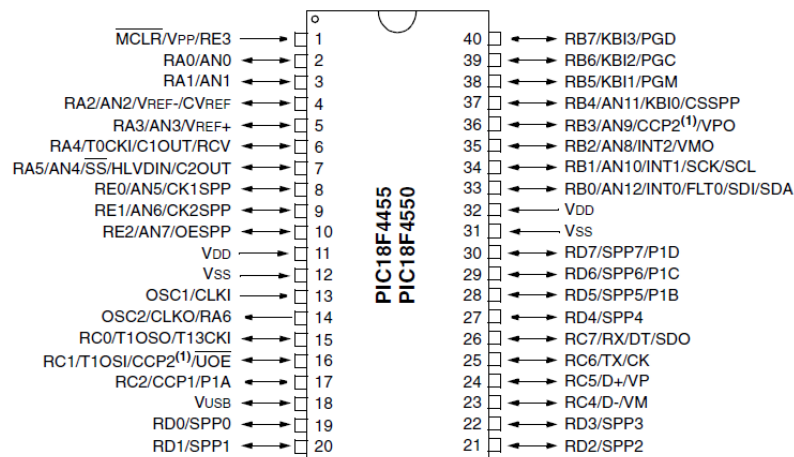 MCLR/VPP/RE3 1
RA0/AN0 2
RA1/AN1 3
RA2/AN2/VREF-/CVREF 4
RA3/AN3/VREF+ 5
RA4/T0CKI/C1OUT/RCV 6
RA5/AN4/SS/HLVDIN/C2OUT 7
RE0/AN5/CK1SPP 8
RE1/AN6/CK2SPP 9
RE2/AN7/OESPP 10
VDD 11
VSS 12
OSC1/CLKI 13
OSC2/CLKO/RA6 14
RC0/T1OSO/T13CKI 15
RC1/T1OSI/CCP2(1)/UOE 16
RC2/CCP1/P1A 17
VUSB 18
RD0/SPP0 19
RD1/SPP1 20
PIC18F4455
PIC18F4550
40 RB7/KBI3/PGD
39 RB6/KBI2/PGC
38 RB5/KBI1/PGM
37 RB4/AN11/KBI0/CSSPP
36 RB3/AN9/CCP2(1)/VPO
35 RB2/AN8/INT2/VMO
34 RB1/AN10/INT1/SCK/SCL
33 RB0/AN12/INT0/FLT0/SDI/SDA
32 VDD
31 VSS
30 RD7/SPP7/P1D
29 RD6/SPP6/P1C
28 RD5/SPP5/P1B
27 RD4/SPP4
26 RC7/RX/DT/SDO
25 RC6/TX/CK
24 RC5/D+/VP
23 RC4/D-/VM
22 RD3/SPP3
21 RD2/SPP2